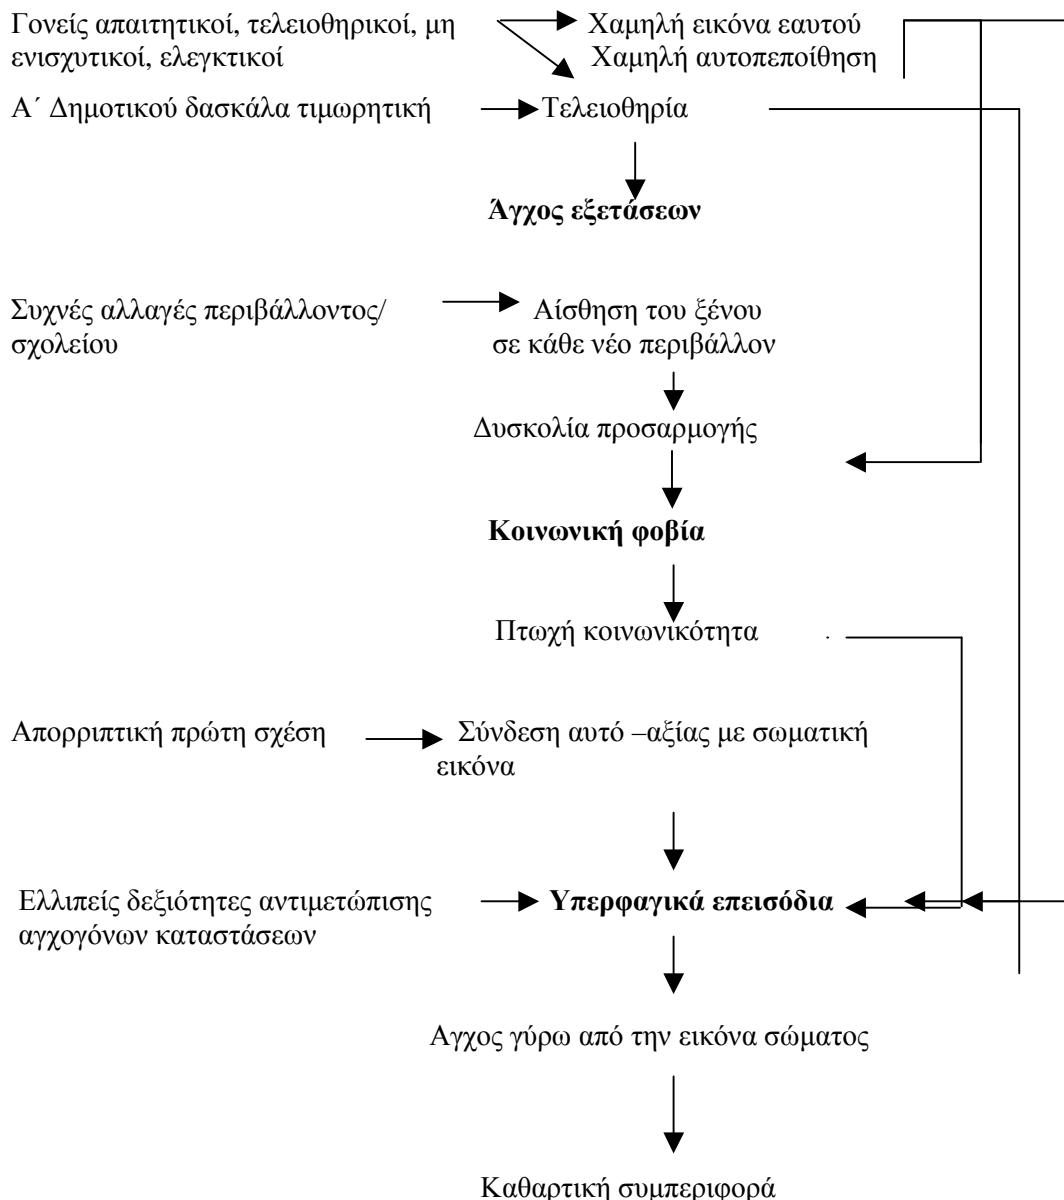 Γονείς απαιτητικοί, τελειοθηρικοί, μη
ενισχυτικοί, ελεγκτικοί
Χαμηλή εικόνα εαυτού
Χαμηλή αυτοπεποίθηση
Α΄ Δημοτικού δασκάλα τιμωρητική
Τελειοθηρία
Άγχος εξετάσεων
Συχνές αλλαγές περιβάλλοντος/
σχολείου
Αίσθηση του ξένου
σε κάθε νέο περιβάλλον
Δυσκολία προσαρμογής
Κοινωνική φοβία
Πτωχή κοινωνικότητα
Απορριπτική πρώτη σχέση
Σύνδεση αυτό –αξίας με σωματική
εικόνα
Ελλιπείς δεξιότητες αντιμετώπισης
αγχογόνων καταστάσεων
Υπερφαγικά επεισόδια
Αγχος γύρω από την εικόνα σώματος
Καθαρτική συμπεριφορά